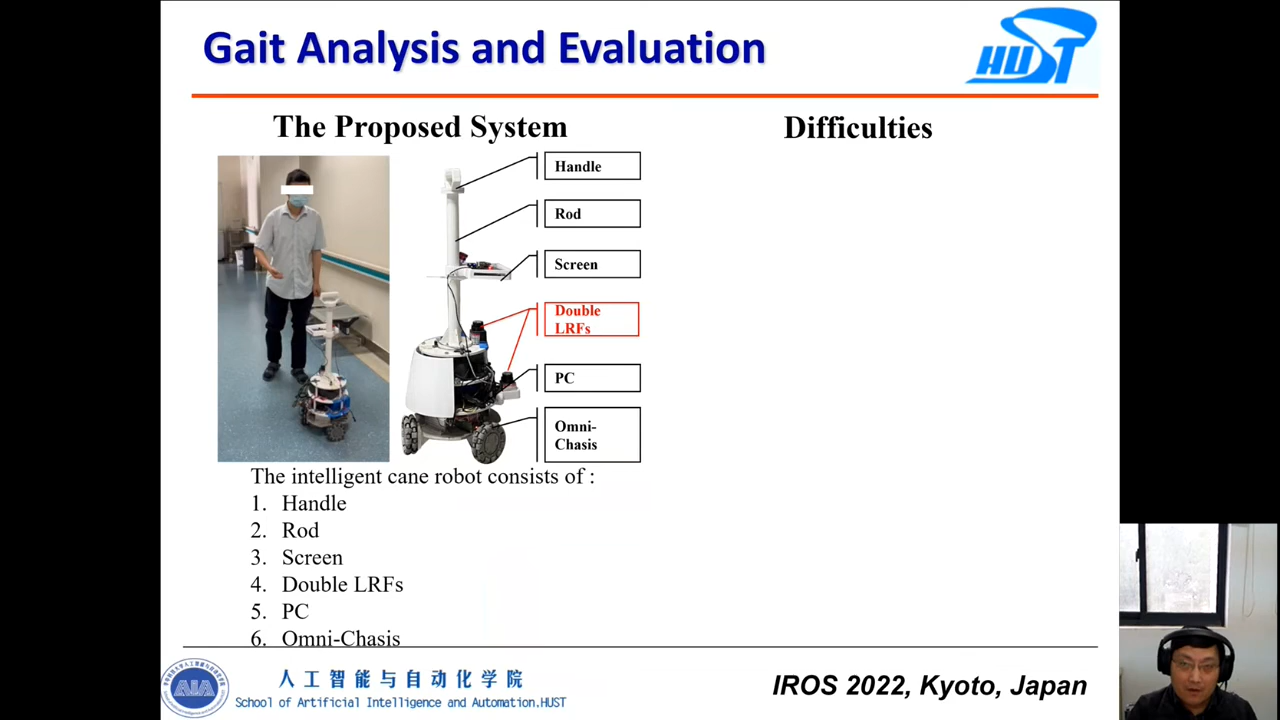 Gait Analysis and Evaluation
HUST
The Proposed System
Difficulties
Handle
Rod
Screen
Double
LRFs
PC
Omni-
Chasis
The intelligent cane robot consists of :
1. Handle
2. Rod
3. Screen
4. Double LRFs
5. PC
6. Omni-Chasis
AIA
人工智能与自动化学院
School of Artificial Intelligence and Automation.HUST
IROS 2022, Kyoto, Japan